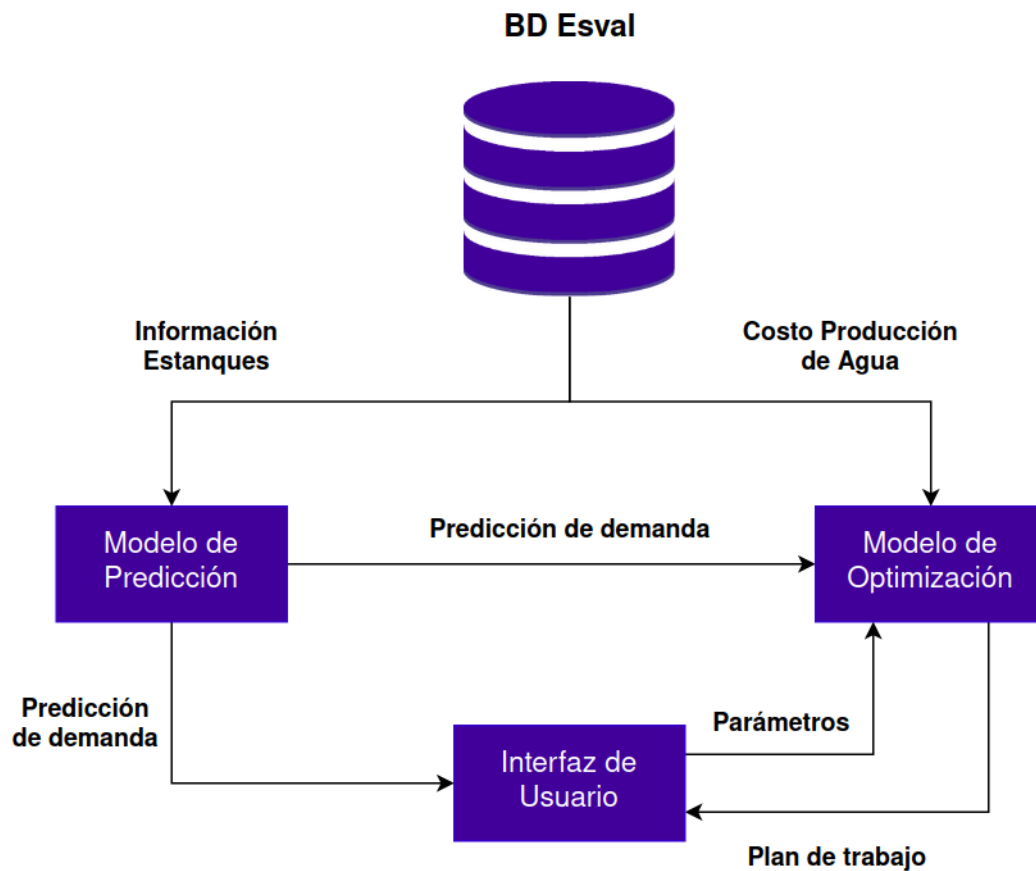 BD Esval
Información
Estanques
Costo Producción
de Agua
Modelo de
Predicción
Predicción de demanda
Modelo de
Optimización
Predicción
de demanda
Interfaz de
Usuario
Parámetros
Plan de trabajo